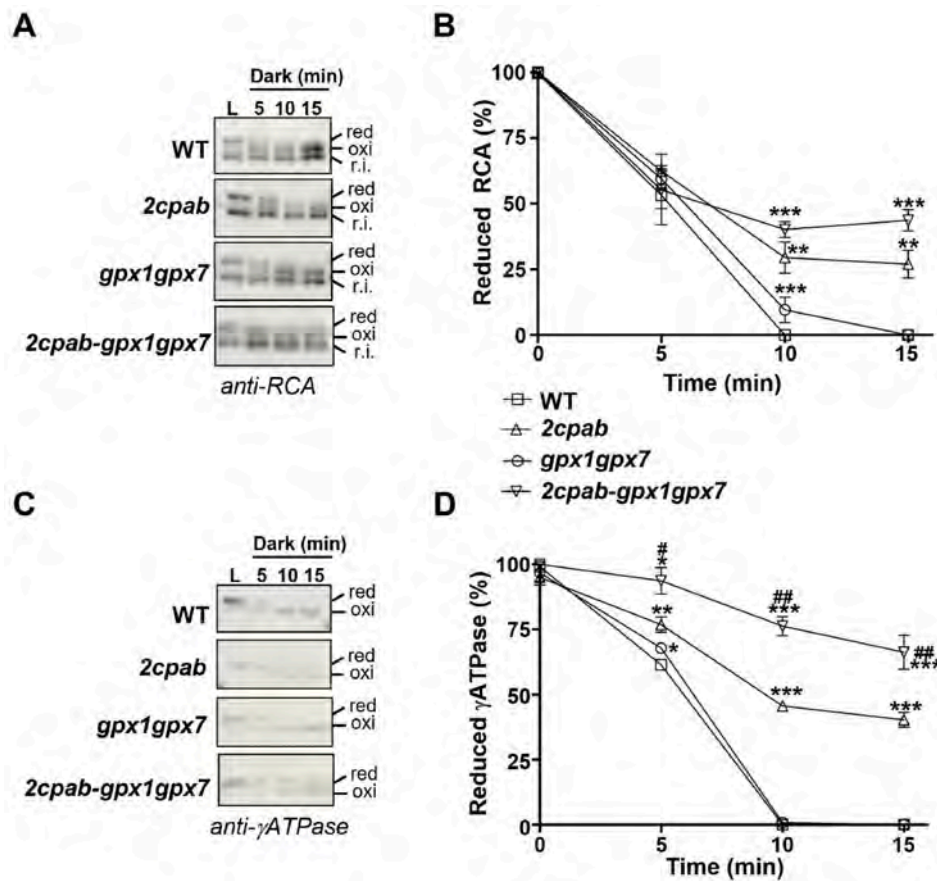 A
Dark (min)
L 5 10 15
WT
red
oxi
r.i.
2cpab
red
oxi
r.i.
gpx1gpx7
red
oxi
r.i.
2cpab-gpx1gpx7
red
oxi
r.i.
anti-RCA
B
Reduced RCA (%)
100
75
50
25
0
***
**
***
***
**
0 5 10 15
Time (min)
WT
2cpab
gpx1gpx7
2cpab-gpx1gpx7
C
Dark (min)
L 5 10 15
WT
red
oxi
2cpab
red
oxi
gpx1gpx7
red
oxi
2cpab-gpx1gpx7
red
oxi
anti-γATPase
D
Reduced γATPase (%)
100
75
50
25
0
#
*
**
*
##
***
***
##
***
***
0 5 10 15
Time (min)